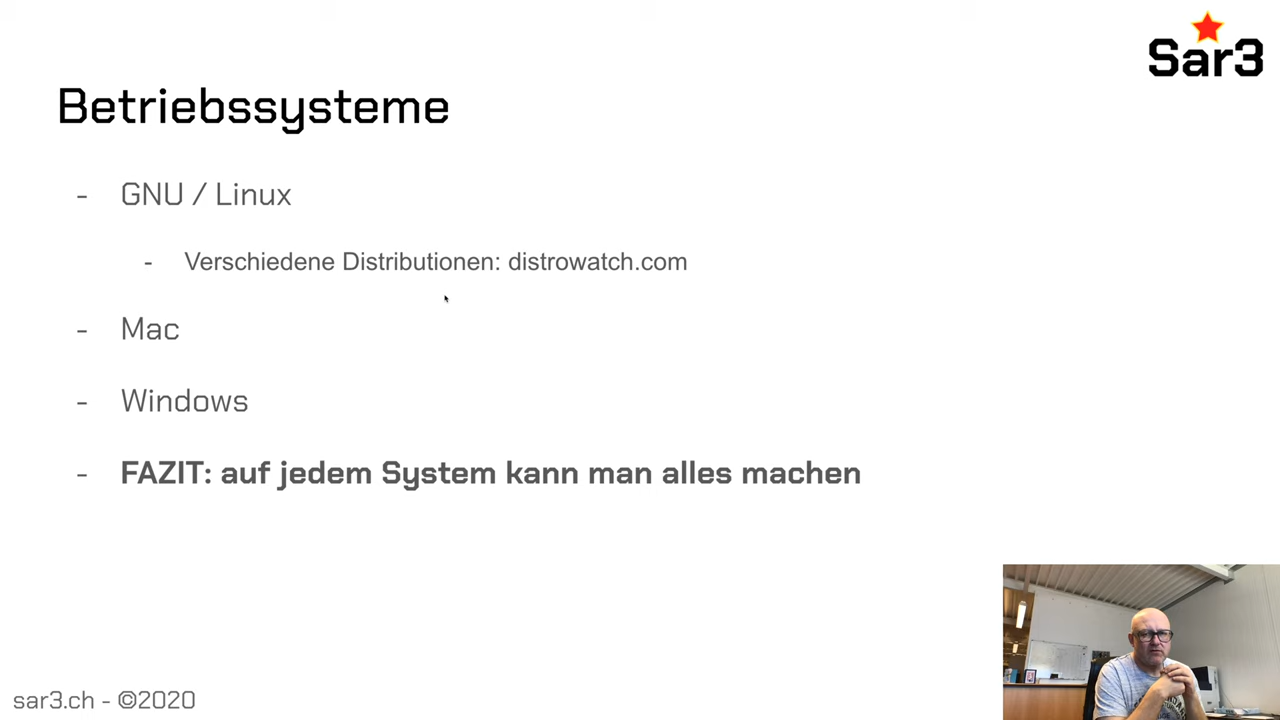 Sar3
Betriebssysteme
- GNU / Linux
- Verschiedene Distributionen: distrowatch.com
- Mac
- Windows
- FAZIT: auf jedem System kann man alles machen
sar3.ch - ©2020